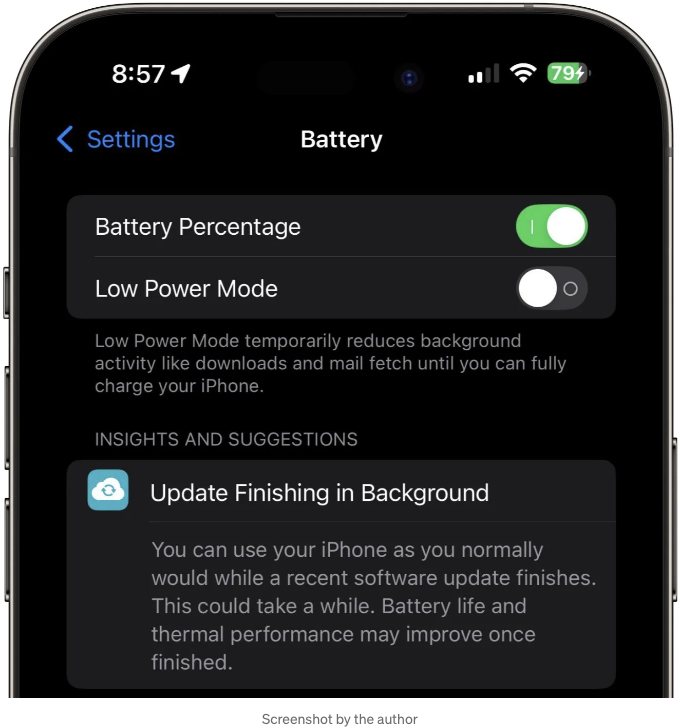 8:57
79
Settings
Battery
Battery Percentage
Low Power Mode
Low Power Mode temporarily reduces background
activity like downloads and mail fetch until you can fully
charge your iPhone.
INSIGHTS AND SUGGESTIONS
Update Finishing in Background
You can use your iPhone as you normally
would while a recent software update finishes.
This could take a while. Battery life and
thermal performance may improve once
finished.
Screenshot by the author